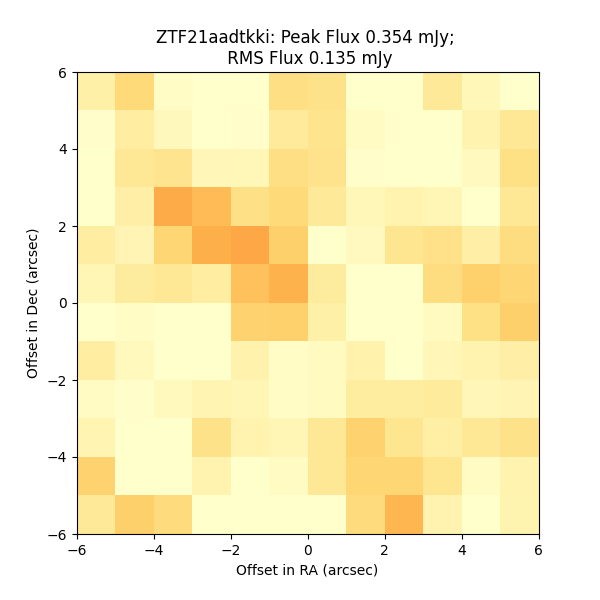 ZTF21aadtkki: Peak Flux 0.354 mJy;
RMS Flux 0.135 mJy
6
4
2
0
−2
−4
−6
Offset in Dec (arcsec)
−6 −4 −2 0 2 4 6
Offset in RA (arcsec)